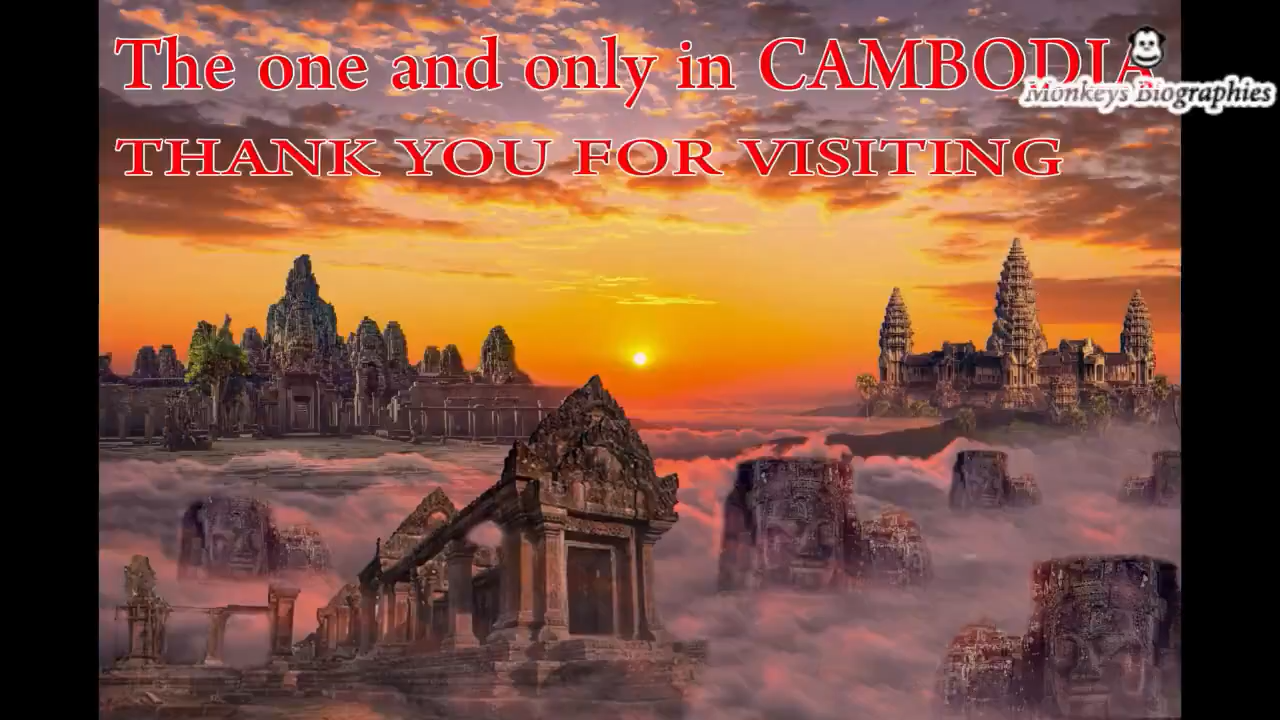 The one and only in CAMBODIA
Monkeys Biographies
THANK YOU FOR VISITING